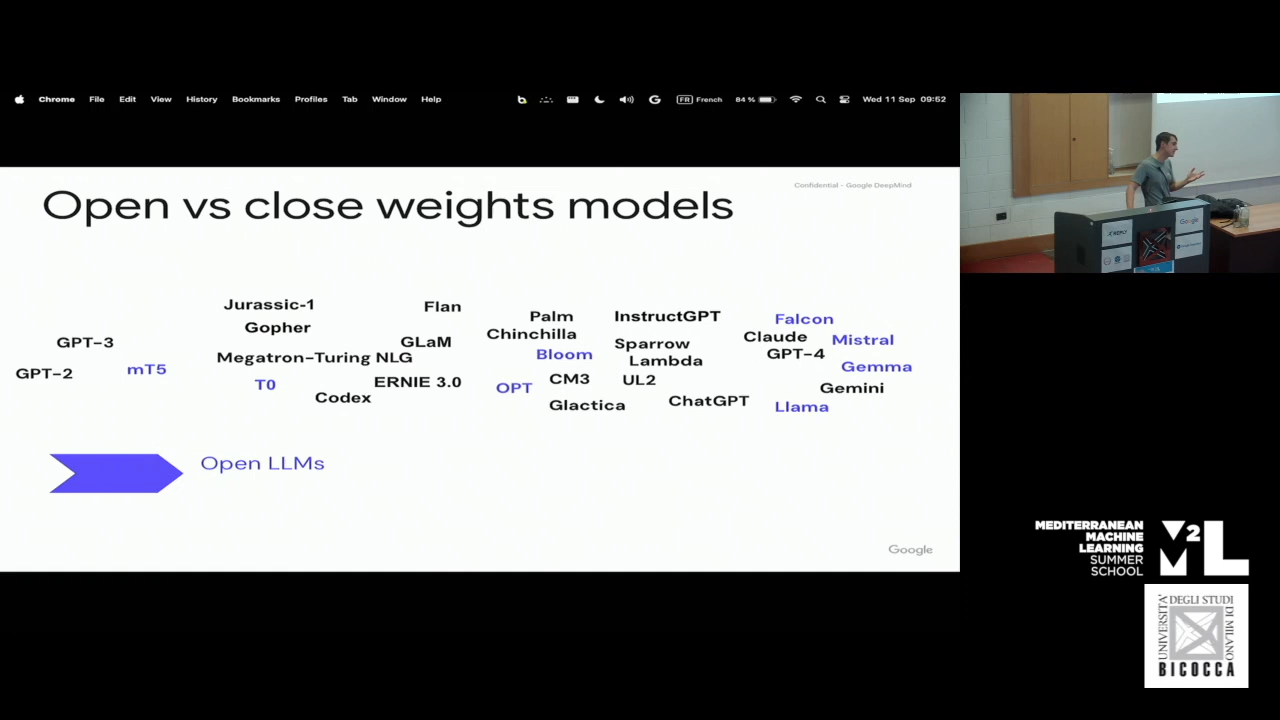 Chrome File Edit View History Bookmarks Profiles Tab Window Help FR French 84 % Wed 11 Sep 09:52
Confidential - Google DeepMind
Open vs close weights models
Jurassic-1
Flan
Gopher
Palm
InstructGPT
Falcon
Chinchilla
GPT-3
GLaM
Sparrow
Claude
Mistral
Megatron-Turing NLG
Bloom
Lambda
GPT-4
GPT-2
mT5
Gemma
T0
ERNIE 3.0
OPT
CM3
UL2
Gemini
Codex
Glactica
ChatGPT
Llama
Open LLMs
Google
REPLY
Google
MEDITERRANEAN
MACHINE
LEARNING
SUMMER
SCHOOL
M2L
UNIVERSITA'
DEGLI STUDI
DI MILANO
BICOCCA